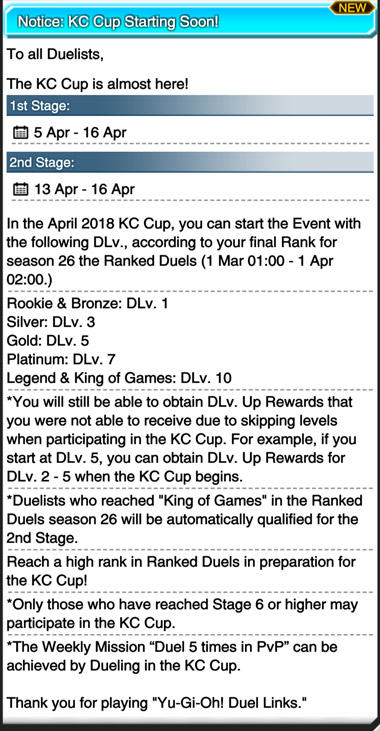 NEW
Notice: KC Cup Starting Soon!
To all Duelists,
The KC Cup is almost here!
1st Stage:
5 Apr - 16 Apr
2nd Stage:
13 Apr - 16 Apr
In the April 2018 KC Cup, you can start the Event with
the following DLv., according to your final Rank for
season 26 the Ranked Duels (1 Mar 01:00 - 1 Apr
02:00.)
Rookie & Bronze: DLv. 1
Silver: DLv. 3
Gold: DLv. 5
Platinum: DLv. 7
Legend & King of Games: DLv. 10
*You will still be able to obtain DLv. Up Rewards that
you were not able to receive due to skipping levels
when participating in the KC Cup. For example, if you
start at DLv. 5, you can obtain DLv. Up Rewards for
DLv. 2 - 5 when the KC Cup begins.
*Duelists who reached "King of Games" in the Ranked
Duels season 26 will be automatically qualified for the
2nd Stage.
Reach a high rank in Ranked Duels in preparation for
the KC Cup!
*Only those who have reached Stage 6 or higher may
participate in the KC Cup.
*The Weekly Mission “Duel 5 times in PvP” can be
achieved by Dueling in the KC Cup.
Thank you for playing "Yu-Gi-Oh! Duel Links."